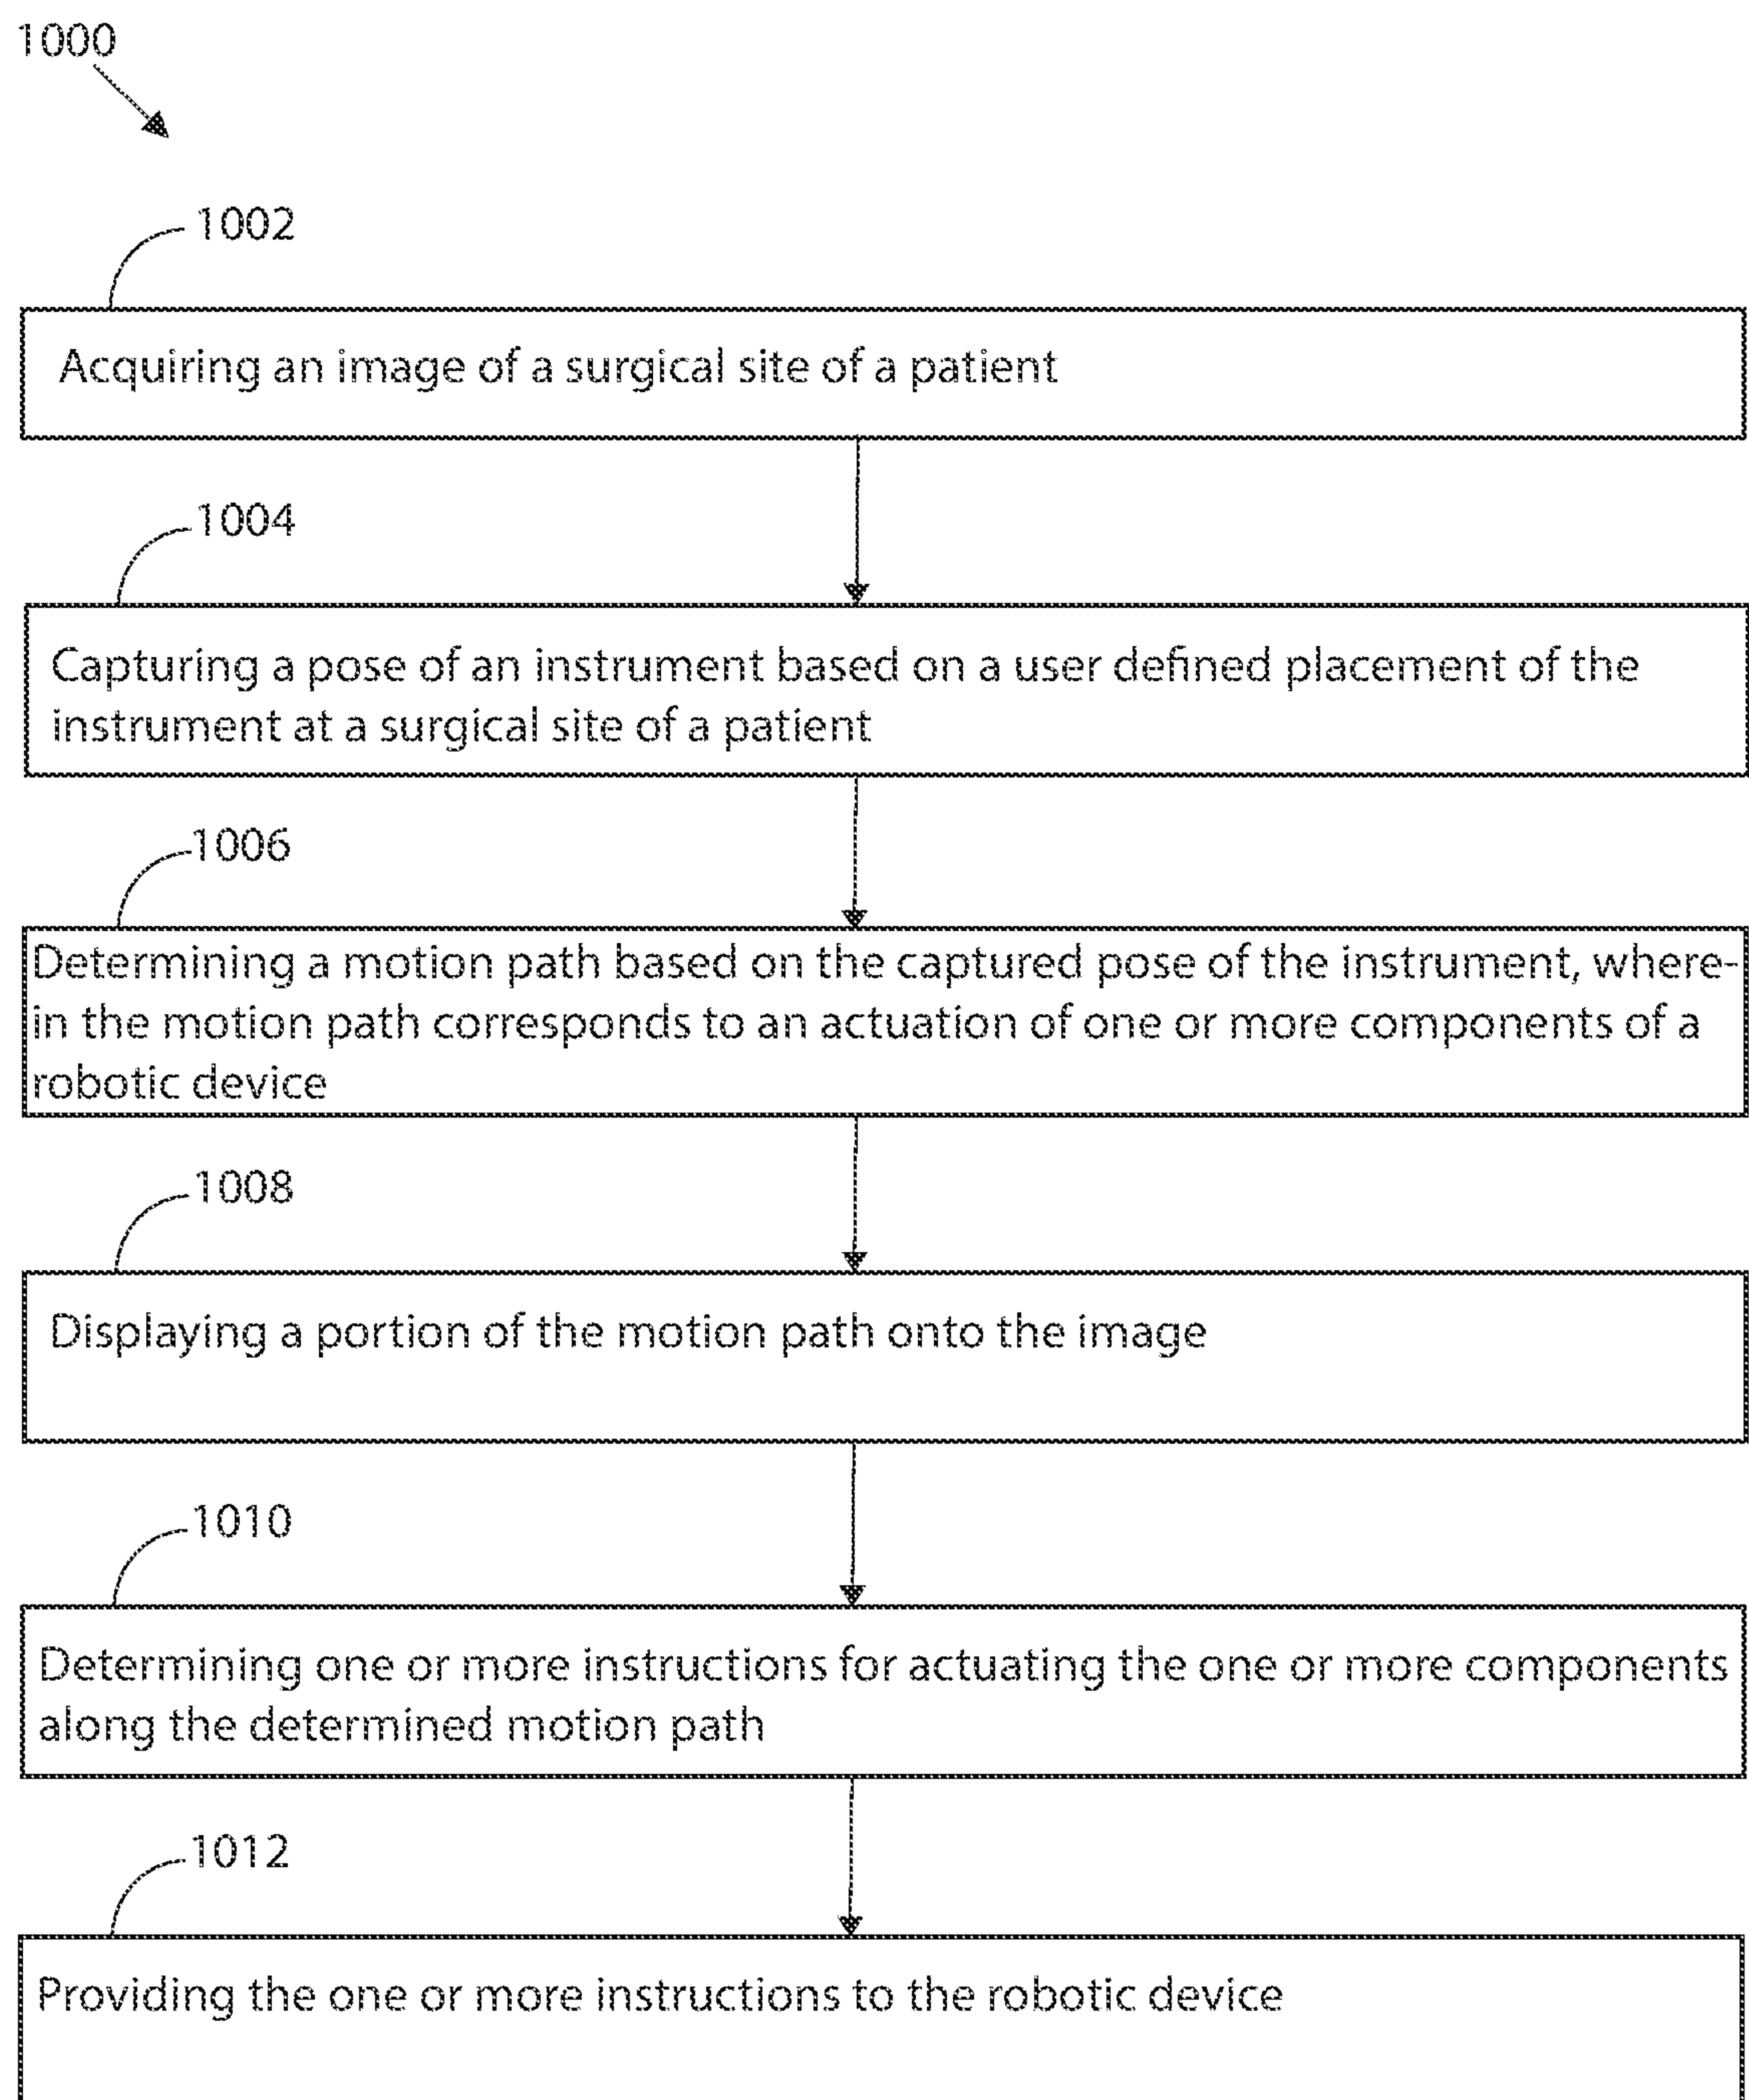 1000
1002
Acquiring an image of a surgical site of a patient
1004
Capturing a pose of an instrument based on a user defined placement of the
instrument at a surgical site of a patient
1006
Determining a motion path based on the captured pose of the instrument, where-
in the motion path corresponds to an actuation of one or more components of a
robotic device
1008
Displaying a portion of the motion path onto the image
1010
Determining one or more instructions for actuating the one or more components
along the determined motion path
1012
Providing the one or more instructions to the robotic device